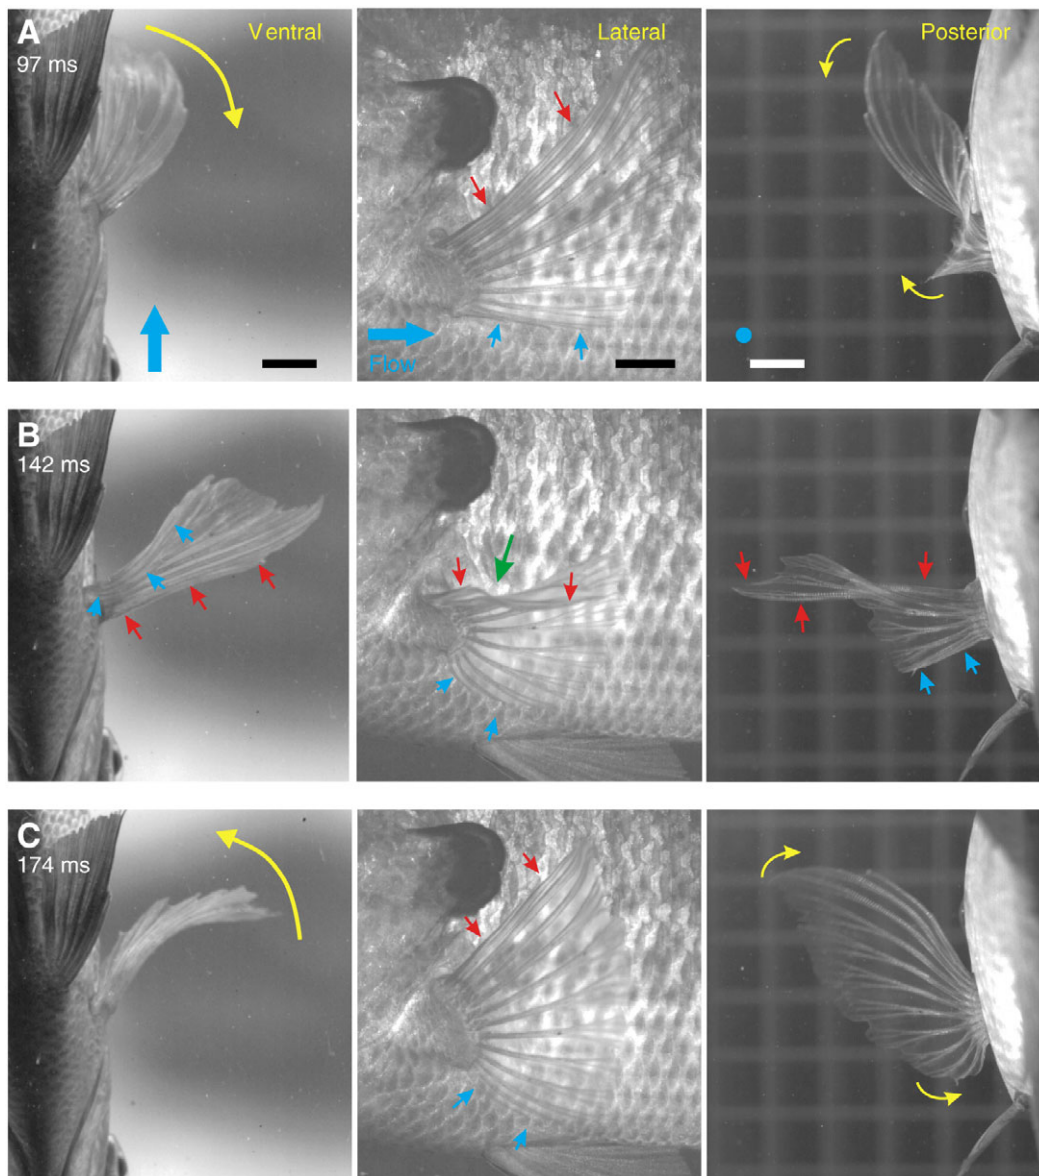 A
97 ms
Ventral
Lateral
Posterior
Flow
B
142 ms
C
174 ms